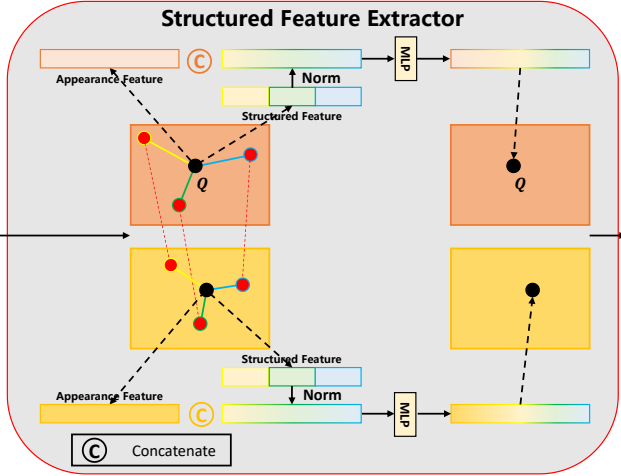 Structured Feature Extractor
C
Appearance Feature
Norm
MLP
Structured Feature
Q
Q
Structured Feature
Appearance Feature
Norm
C
MLP
C Concatenate